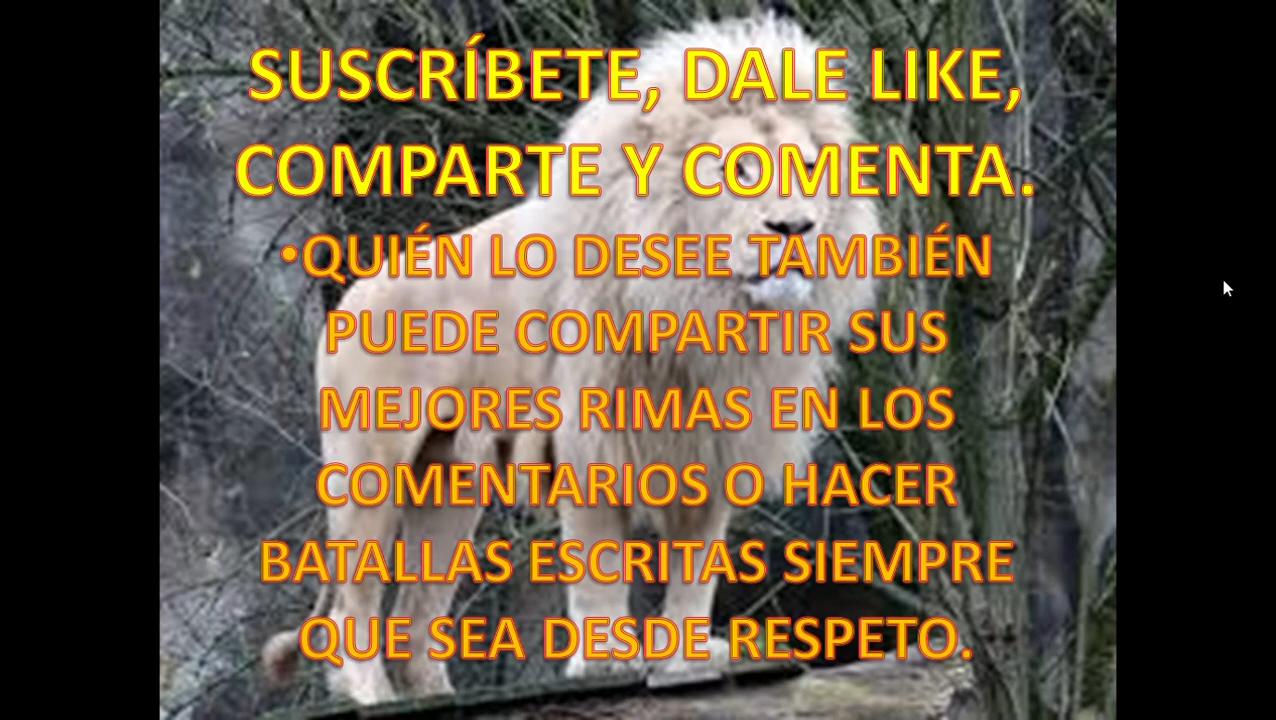 SUSCRÍBETE, DALE LIKE,
COMPARTE Y COMENTA.
•QUIÉN LO DESEE TAMBIÉN
PUEDE COMPARTIR SUS
MEJORES RIMAS EN LOS
COMENTARIOS O HACER
BATALLAS ESCRITAS SIEMPRE
QUE SEA DESDE RESPETO.